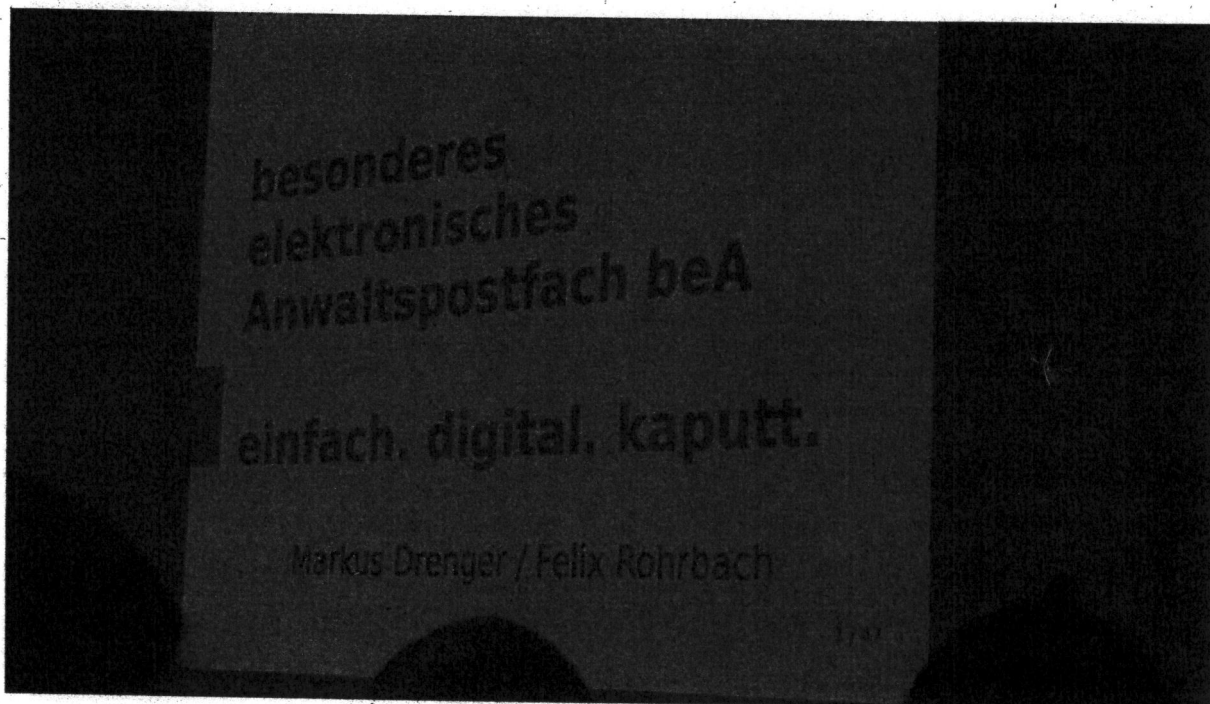 besonderes
elektronisches
Anwaltspostfach beA
einfach. digital. kaputt.
Markus Drenger / Felix Rohrbach